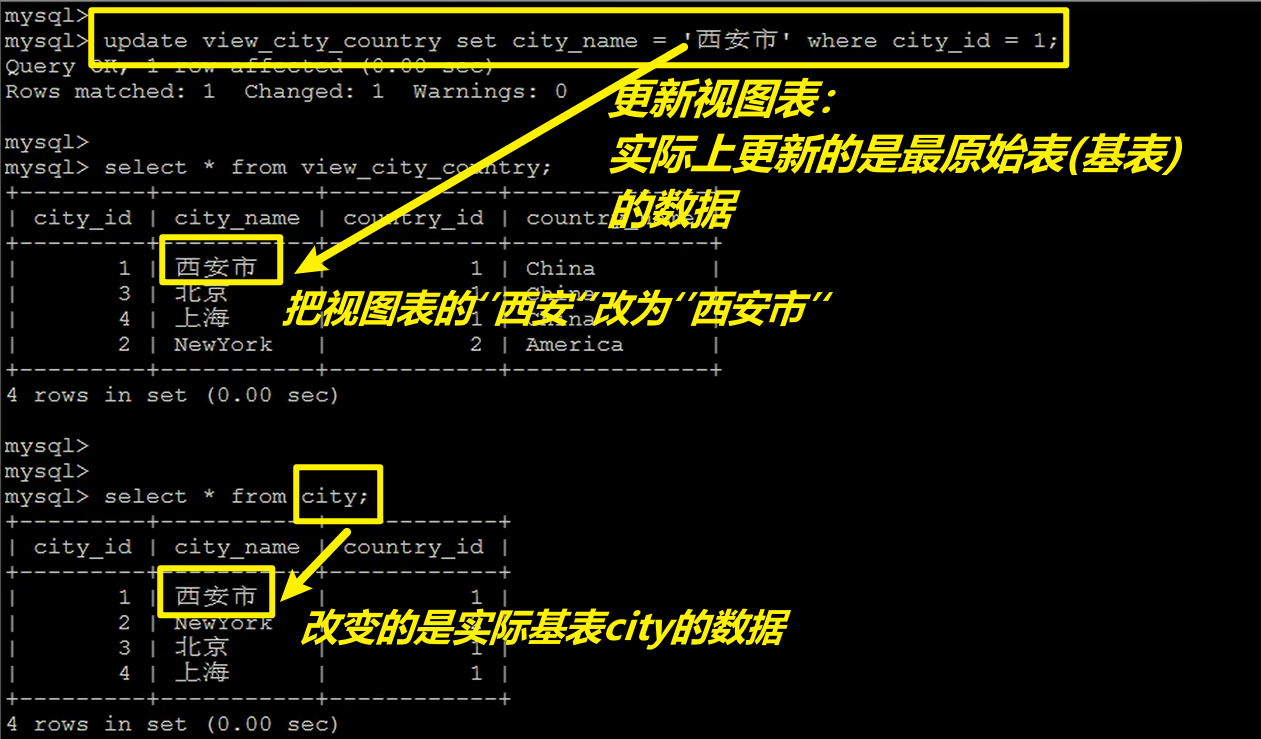 mysql>
mysql> update view_city_country set city_name = '西安市' where city_id = 1;
Query OK, 1 row affected (0.00 sec)
Rows matched: 1  Changed: 1  Warnings: 0
更新视图表：
实际上更新的是最原始表(基表)
的数据
mysql>
mysql> select * from view_city_country;
+---------+-----------+------------+--------------+
| city_id | city_name | country_id | country_name |
+---------+-----------+------------+--------------+
| 1 | 西安市 | 1 | China |
| 3 | 北京 | 1 | China |
| 4 | 上海 | 1 | China |
| 2 | NewYork | 2 | America |
+---------+-----------+------------+--------------+
把视图表的“西安”改为“西安市”
4 rows in set (0.00 sec)
mysql>
mysql>
mysql> select * from city;
+---------+-----------+------------+
| city_id | city_name | country_id |
+---------+-----------+------------+
| 1 | 西安市 | 1 |
| 2 | NewYork | |
| 3 | 北京 | 1 |
| 4 | 上海 | 1 |
+---------+-----------+------------+
改变的是实际基表city的数据
4 rows in set (0.00 sec)